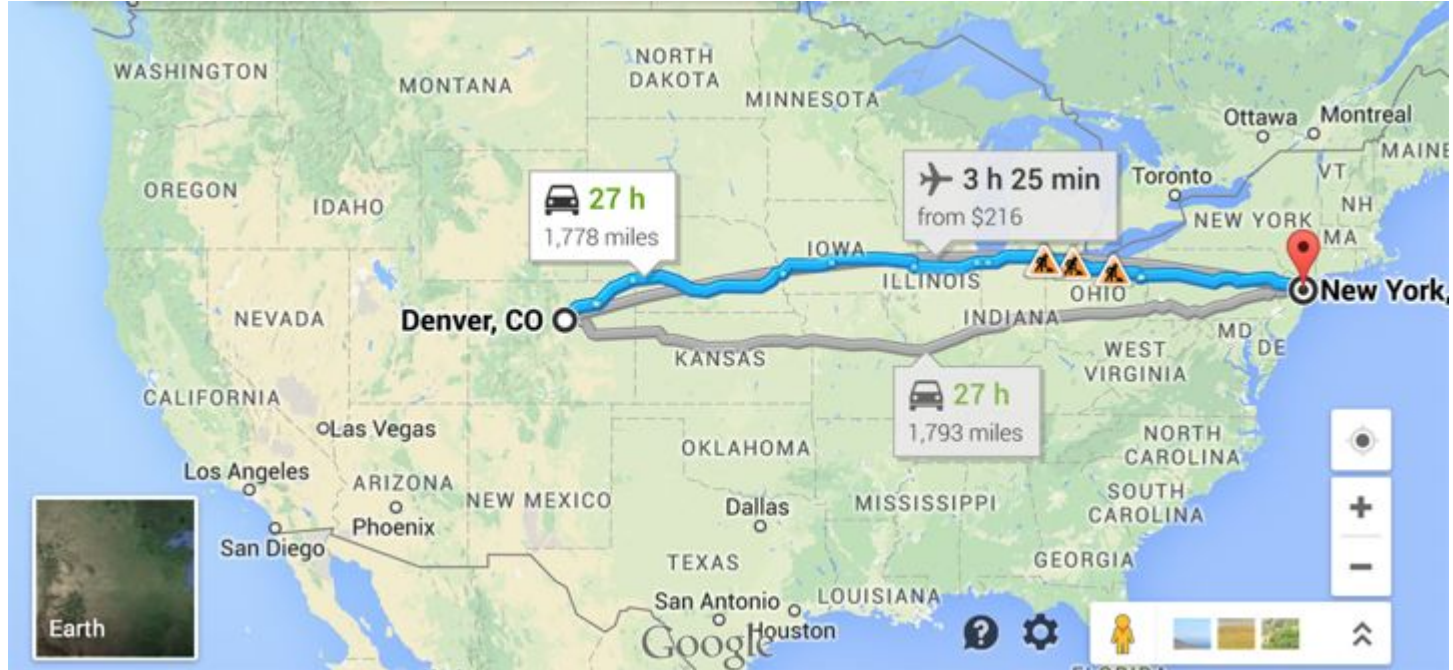 WASHINGTON
MONTANA
NORTH
DAKOTA
MINNESOTA
Ottawa
Montreal
MAINE
VT
OREGON
IDAHO
27 h
1,778 miles
3 h 25 min
from $216
Toronto
NEW YORK
NH
MA
IOWA
ILLINOIS
OHIO
New York,
NEVADA
Denver, CO
INDIANA
MD
DE
KANSAS
WEST
VIRGINIA
CALIFORNIA
27 h
1,793 miles
Las Vegas
OKLAHOMA
NORTH
CAROLINA
Los Angeles
ARIZONA
NEW MEXICO
Phoenix
San Diego
Dallas
MISSISSIPPI
SOUTH
CAROLINA
TEXAS
GEORGIA
San Antonio
LOUISIANA
Houston
Google
Earth